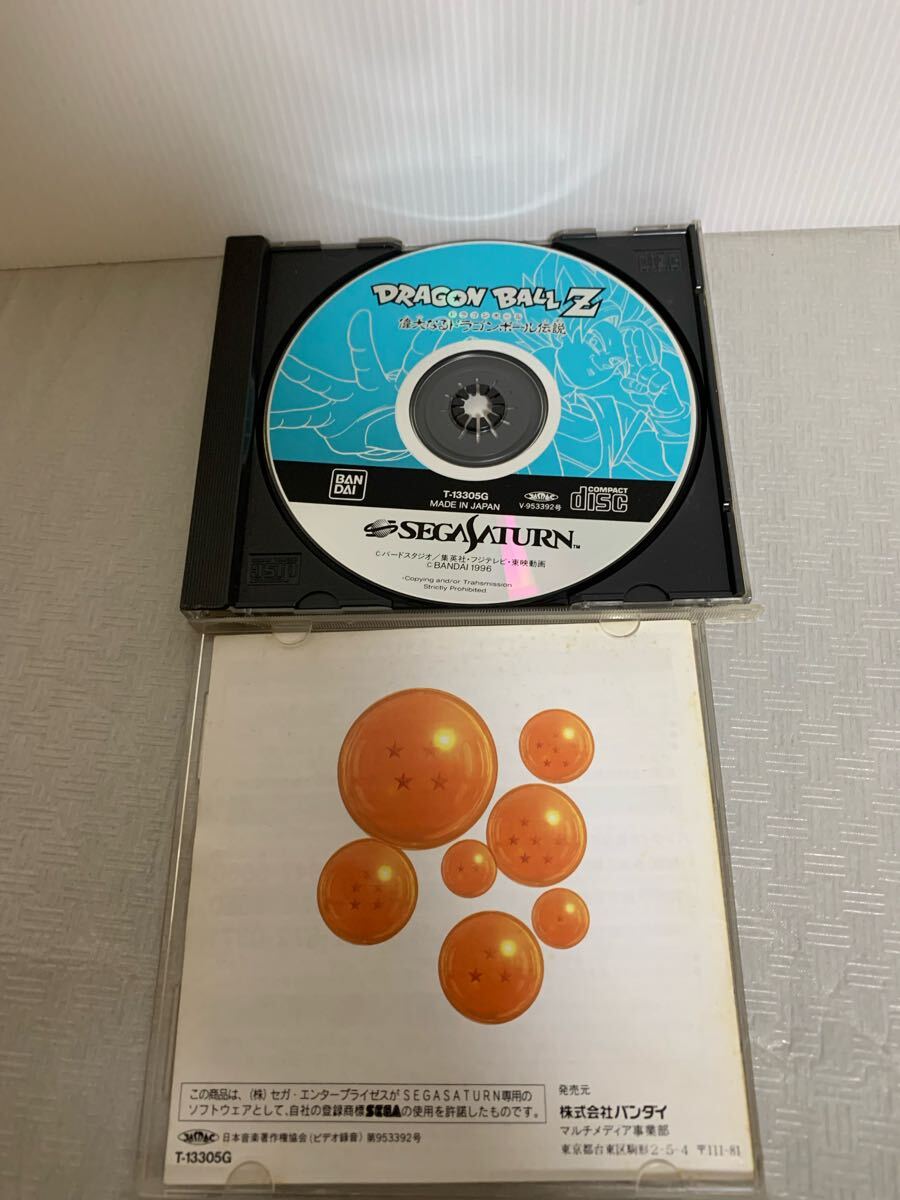 DRAGON BALL Z
ドラゴンボール
偉大なるドラゴンボール伝説
BAN
DAI
T-13305G
MADE IN JAPAN
JASRAC
V-953392号
COMPACT
disc
SEGA SATURN™
©バードスタジオ/集英社・フジテレビ・東映動画
©BANDAI 1996
-Copying and/or Trahsmission
Strictly Prohibited.
この商品は、(株)セガ・エンタープライゼスがSEGASATURN専用の
ソフトウェアとして、自社の登録商標SEGAの使用を許諾したものです。
JASRAC 日本音楽著作権協会(ビデオ録音)第953392号
T-13305G
発売元
株式会社バンダイ
マルチメディア事業部
東京都台東区駒形2-5-4 〒111-81